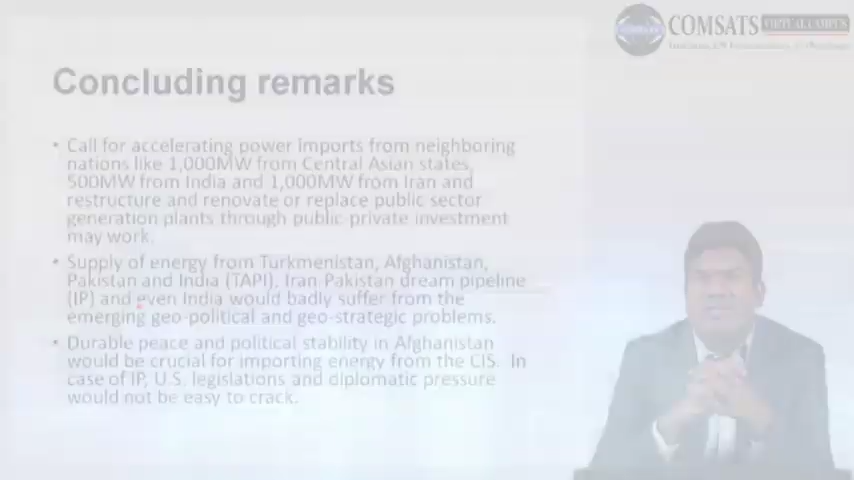 COMSATS VIRTUAL CAMPUS
Concluding remarks
• Call for accelerating power imports from neighboring
nations like 1,000MW from Central Asian states,
500MW from India and 1,000MW from Iran and
restructure and renovate or replace public sector
generation plants through public-private investment
may work.
• Supply of energy from Turkmenistan, Afghanistan,
Pakistan and India (TAPI), Iran Pakistan dream pipeline
(IP) and even India would badly suffer from the
emerging geo-political and geo-strategic problems.
• Durable peace and political stability in Afghanistan
would be crucial for importing energy from the CIS. In
case of IP, U.S. legislations and diplomatic pressure
would not be easy to crack.